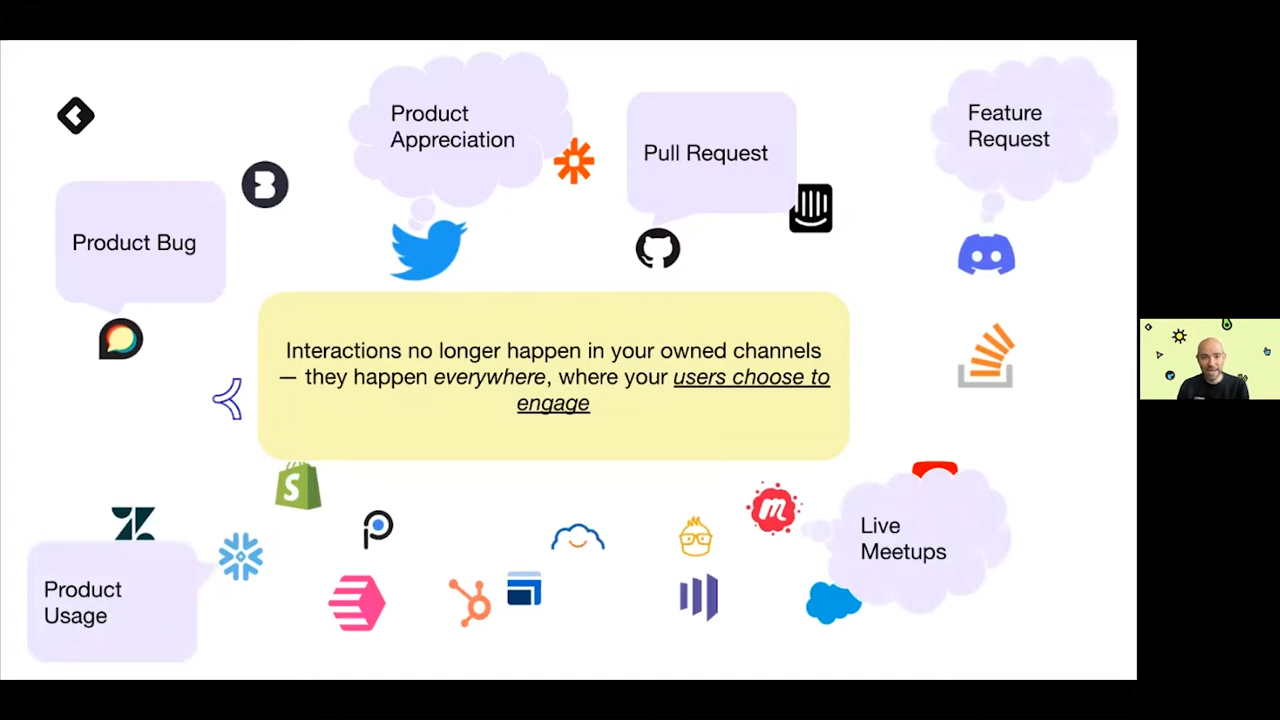 Product
Appreciation
Pull Request
Feature
Request
Product Bug
Interactions no longer happen in your owned channels
— they happen everywhere, where your users choose to
engage
Live
Meetups
Product
Usage